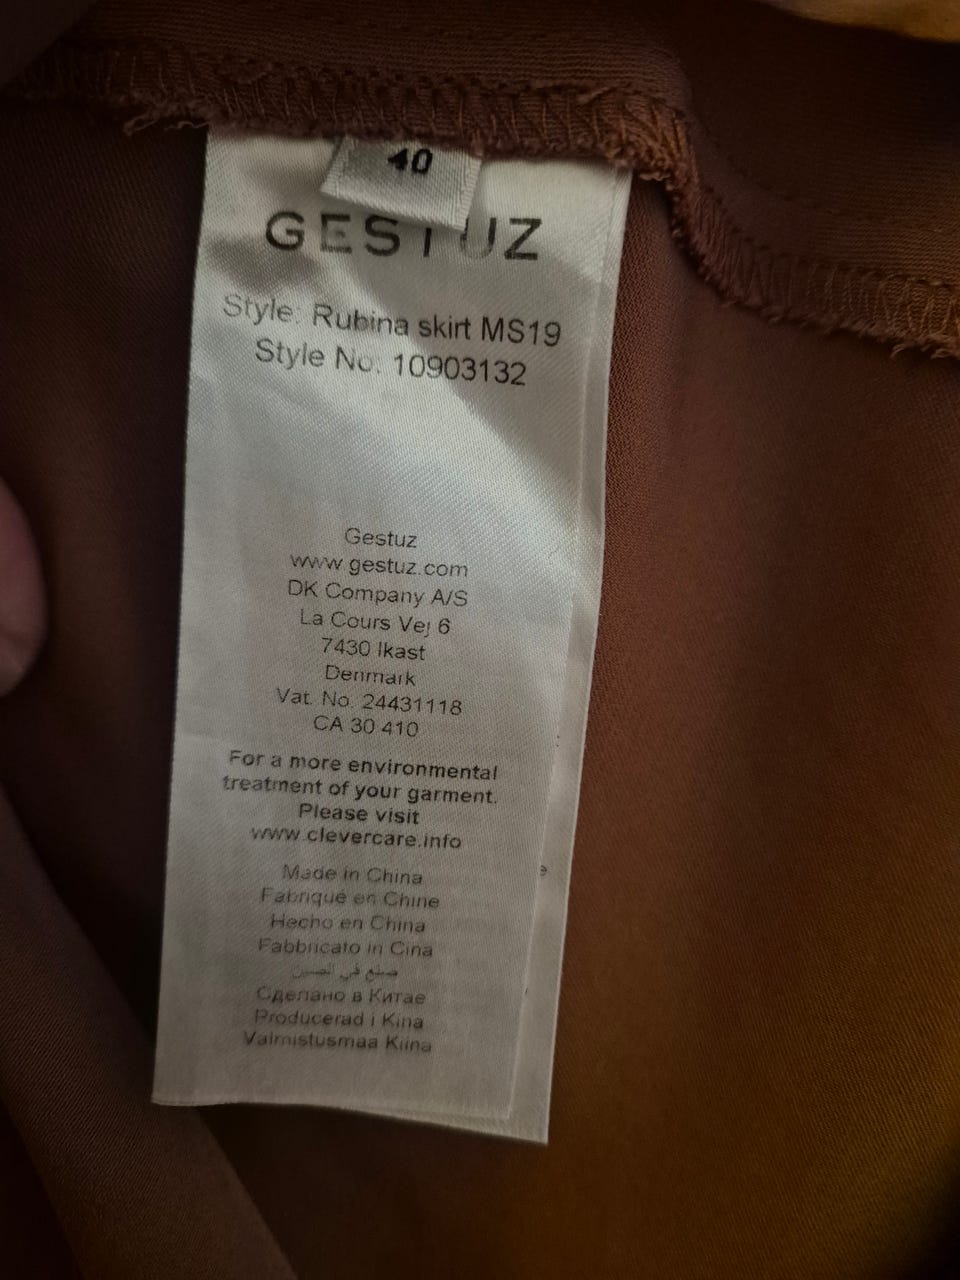 40
GESTUZ
Style: Rubina skirt MS19
Style No: 10903132
Gestuz
www.gestuz.com
DK Company A/S
La Cours Vej 6
7430 Ikast
Denmark
Vat. No. 24431118
CA 30 410
For a more environmental
treatment of your garment.
Please visit
www.clevercare.info
Made in China
Fabriqué en Chine
Hecho en China
Fabbricato in Cina
صنع في الصين
Сделано в Китае
Producerad i Kina
Valmistusmaa Kiina